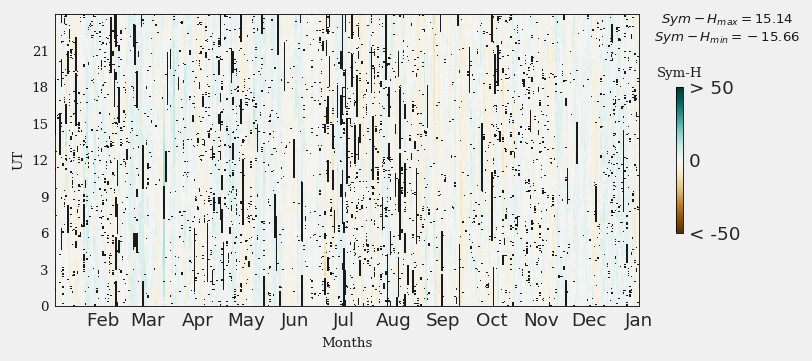 Sym − H_max = 15.14
Sym − H_min = −15.66
Sym-H
> 50
0
< -50
21
18
15
12
9
6
3
0
UT
Feb Mar Apr May Jun Jul Aug Sep Oct Nov Dec Jan
Months